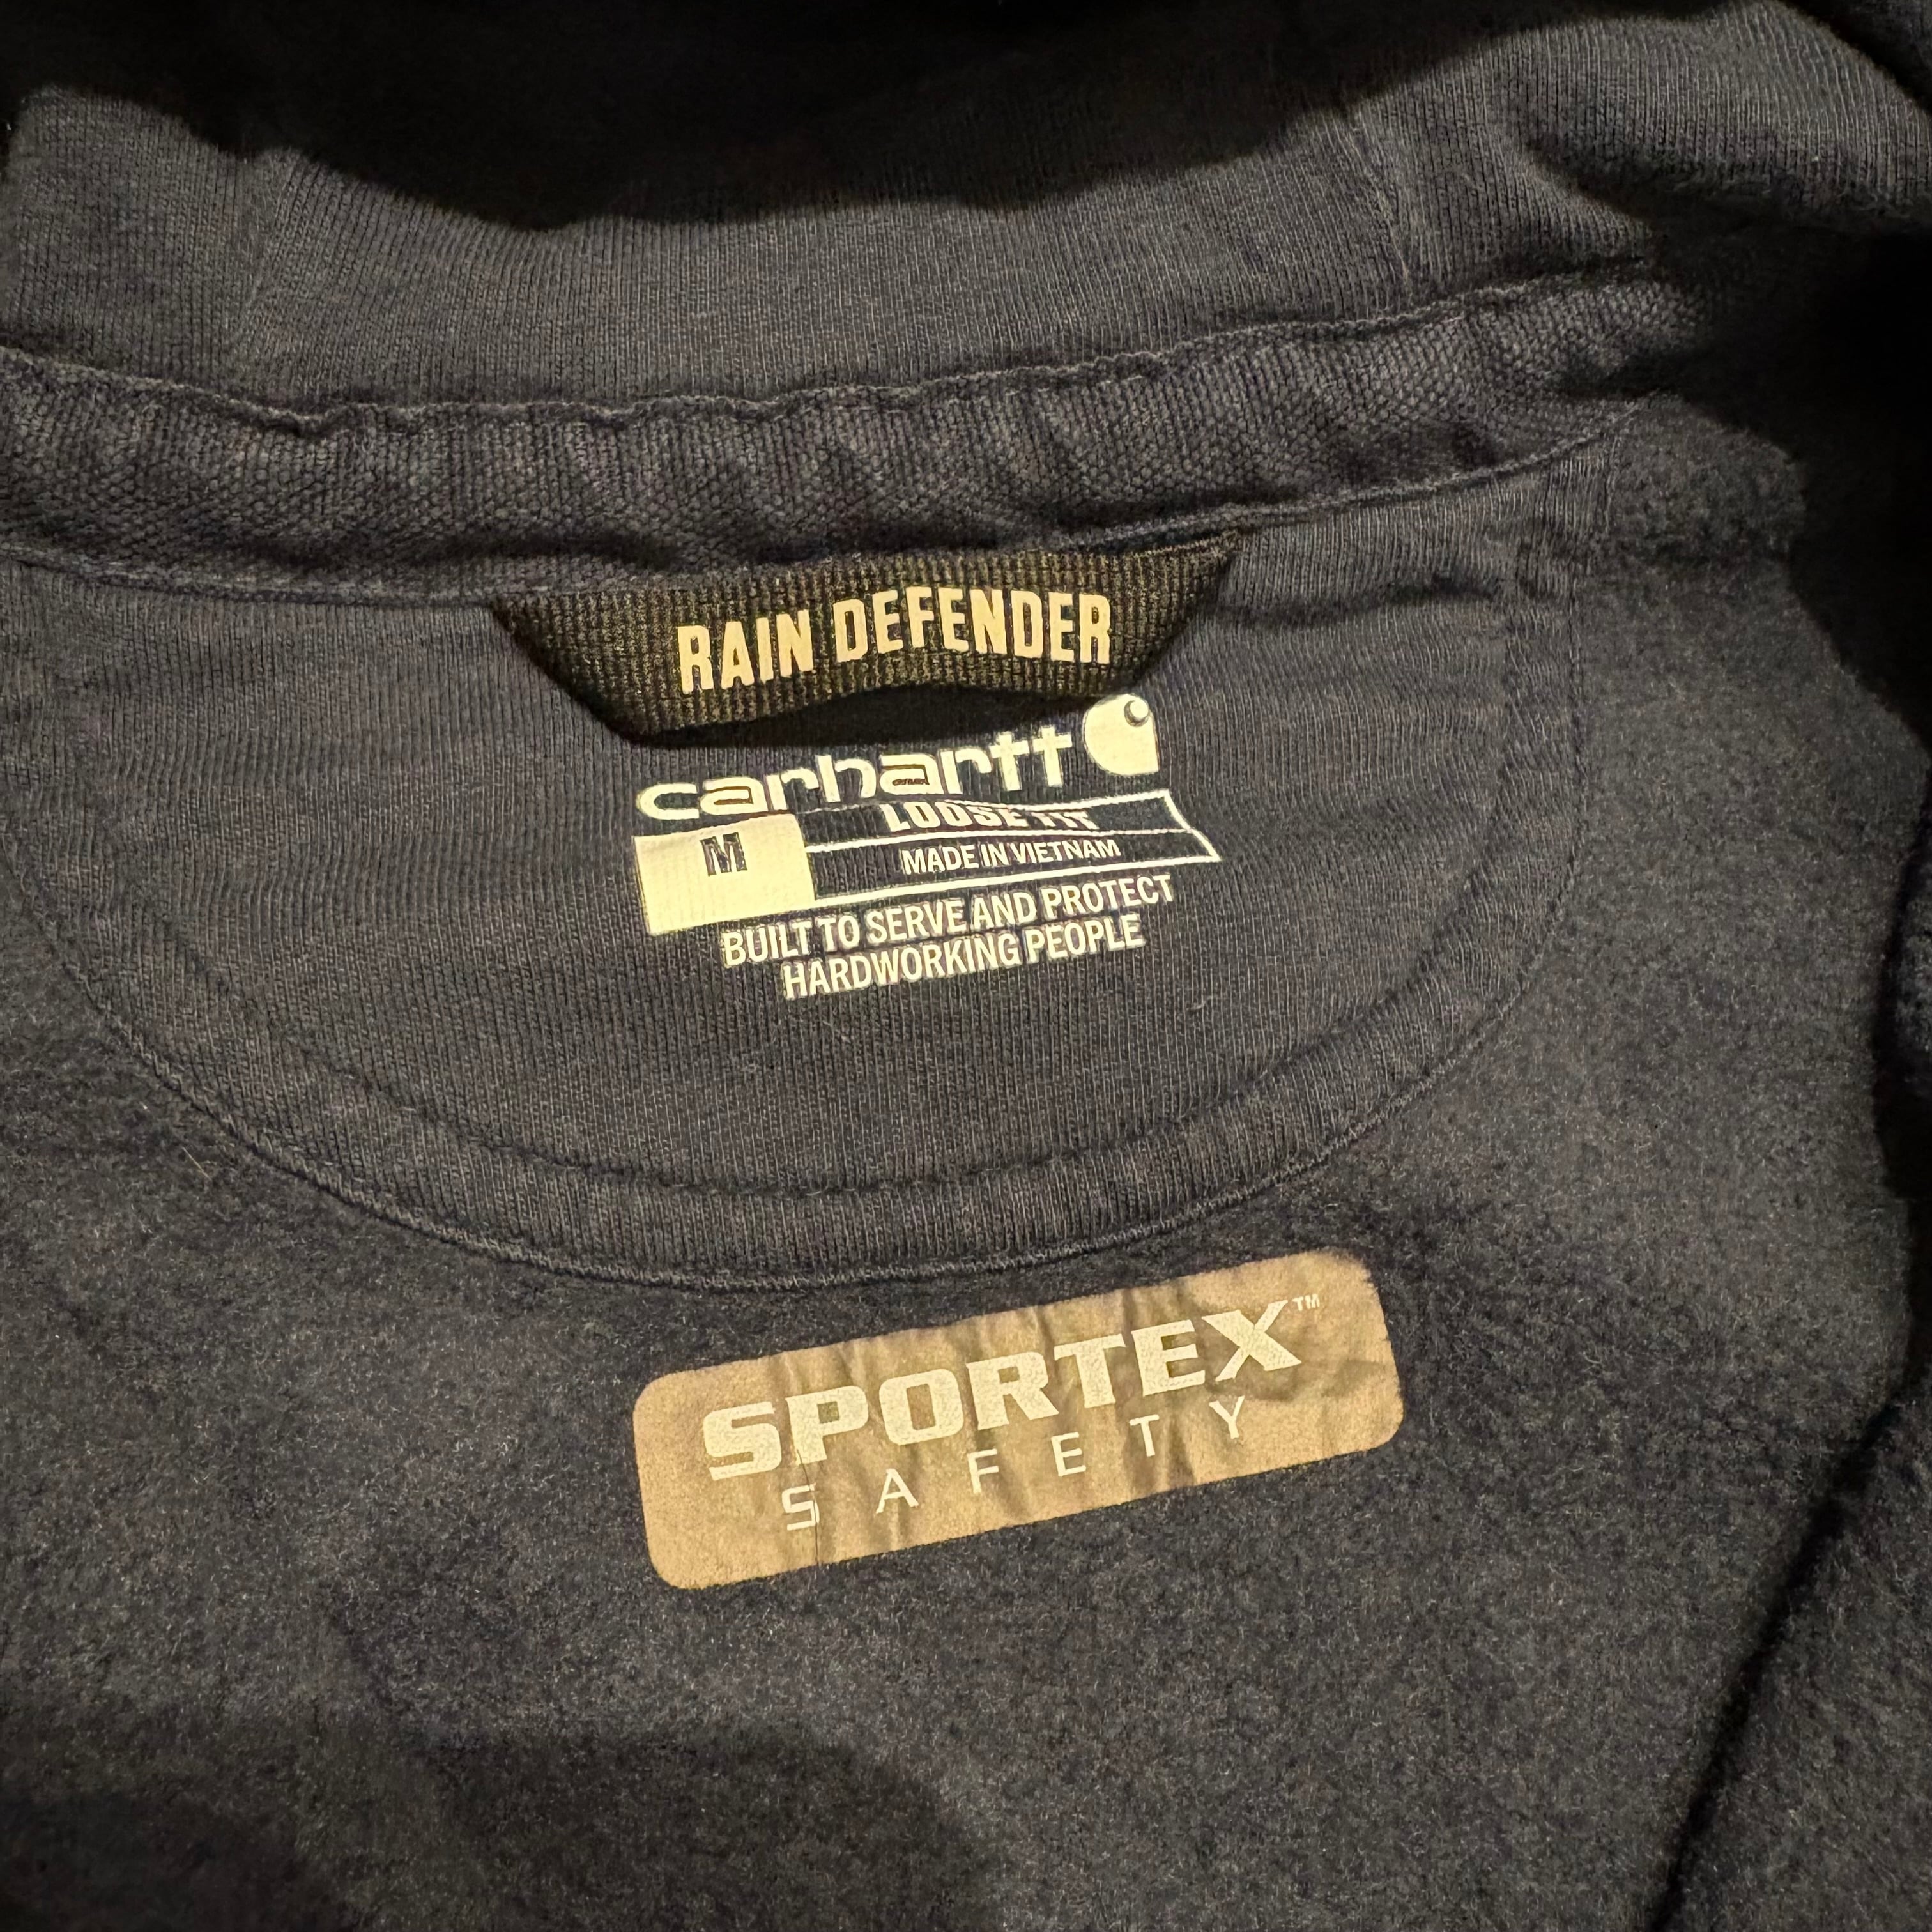 RAIN DEFENDER
carhartt
LOOSE FIT
M
MADE IN VIETNAM
BUILT TO SERVE AND PROTECT
HARDWORKING PEOPLE
SPORTEX™
SAFETY